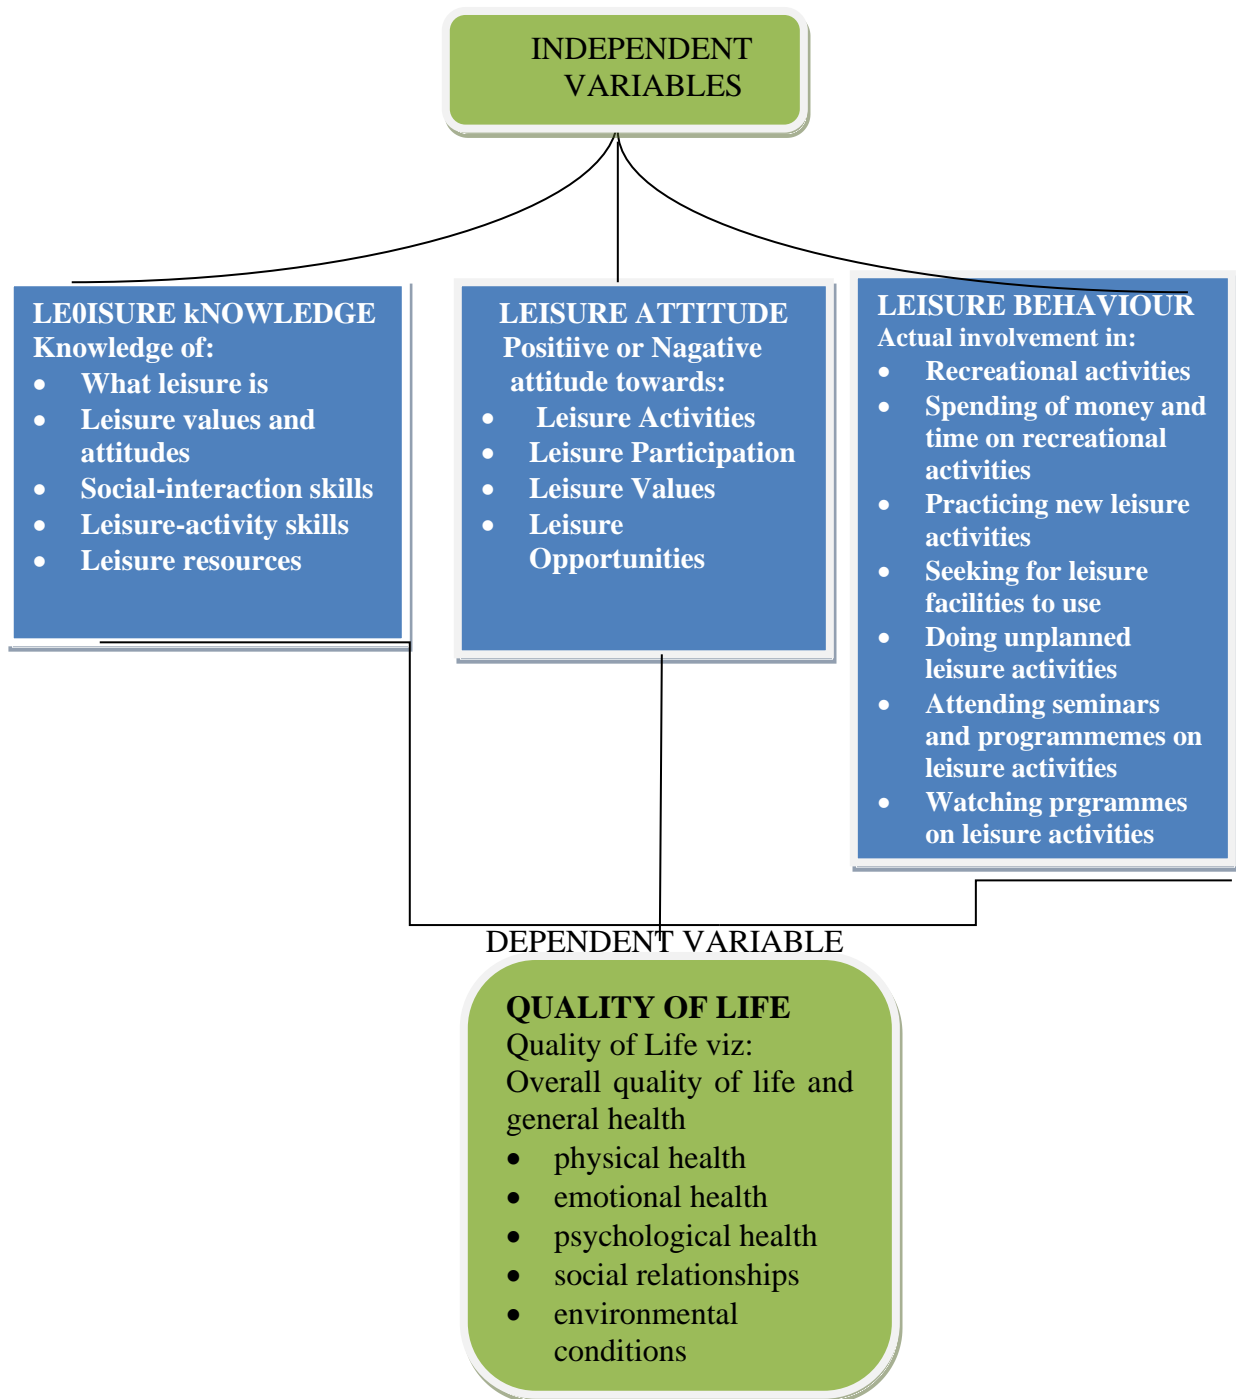 INDEPENDENT
VARIABLES
LE0ISURE kNOWLEDGE
Knowledge of:
• What leisure is
• Leisure values and
attitudes
• Social-interaction skills
• Leisure-activity skills
• Leisure resources
LEISURE ATTITUDE
Positiive or Nagative
attitude towards:
• Leisure Activities
• Leisure Participation
• Leisure Values
• Leisure
Opportunities
LEISURE BEHAVIOUR
Actual involvement in:
• Recreational activities
• Spending of money and
time on recreational
activities
• Practicing new leisure
activities
• Seeking for leisure
facilities to use
• Doing unplanned
leisure activities
• Attending seminars
and programmemes on
leisure activities
• Watching prgrammes
on leisure activities
DEPENDENT VARIABLE
QUALITY OF LIFE
Quality of Life viz:
Overall quality of life and
general health
• physical health
• emotional health
• psychological health
• social relationships
• environmental
conditions